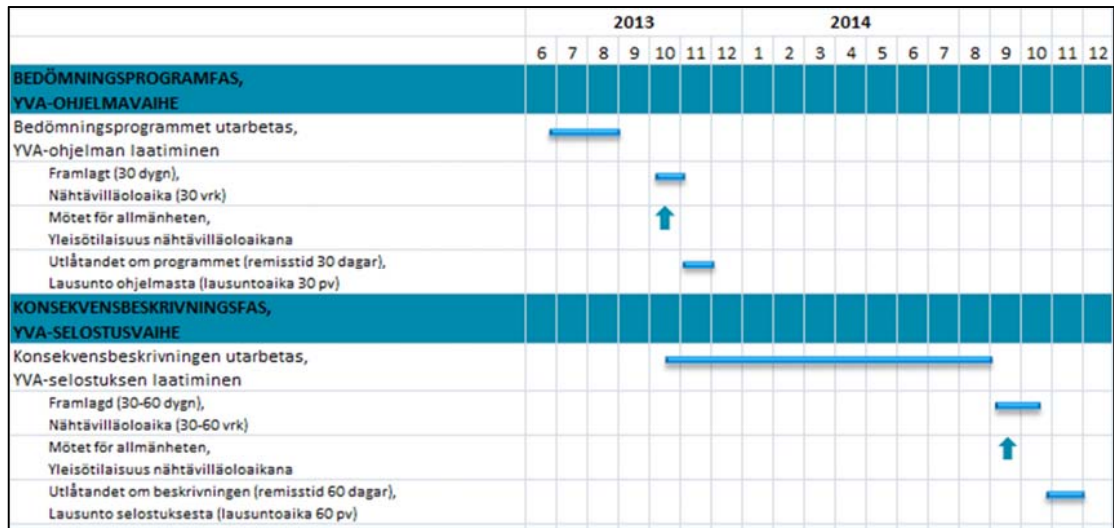 2013 2014
6 7 8 9 10 11 12 1 2 3 4 5 6 7 8 9 10 11 12
BEDÖMNINGSPROGRAMFAS,
YVA-OHJELMAVAIHE
Bedömningsprogrammet utarbetas,
YVA-ohjelman laatiminen
Framlagt (30 dygn),
Nähtävilläoloaika (30 vrk)
Mötet för allmänheten,
Yleisötilaisuus nähtävilläoloaikana
Utlåtandet om programmet (remisstid 30 dagar),
Lausunto ohjelmasta (lausuntoaika 30 pv)
KONSEKVENSBESKRIVNINGSFAS,
YVA-SELOSTUSVAIHE
Konsekvensbeskrivningen utarbetas,
YVA-selostuksen laatiminen
Framlagd (30-60 dygn),
Nähtävilläoloaika (30-60 vrk)
Mötet för allmänheten,
Yleisötilaisuus nähtävilläoloaikana
Utlåtandet om beskrivningen (remisstid 60 dagar),
Lausunto selostuksesta (lausuntoaika 60 pv)